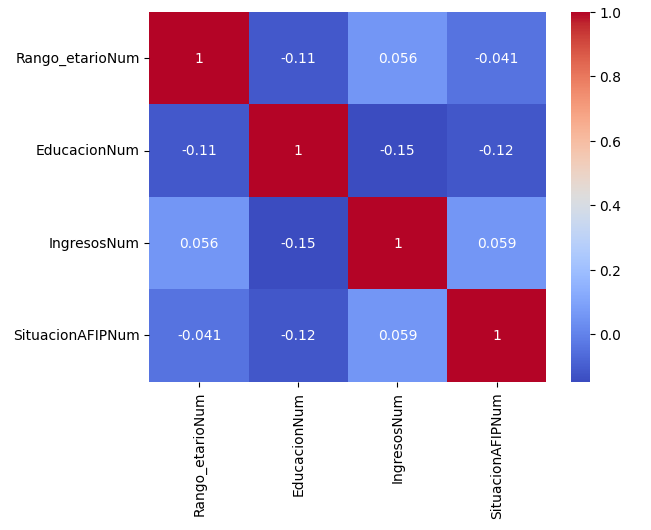 Rango_etarioNum 1 -0.11 0.056 -0.041
EducacionNum -0.11 1 -0.15 -0.12
IngresosNum 0.056 -0.15 1 0.059
SituacionAFIPNum -0.041 -0.12 0.059 1
Rango_etarioNum
EducacionNum
IngresosNum
SituacionAFIPNum
1.0
0.8
0.6
0.4
0.2
0.0